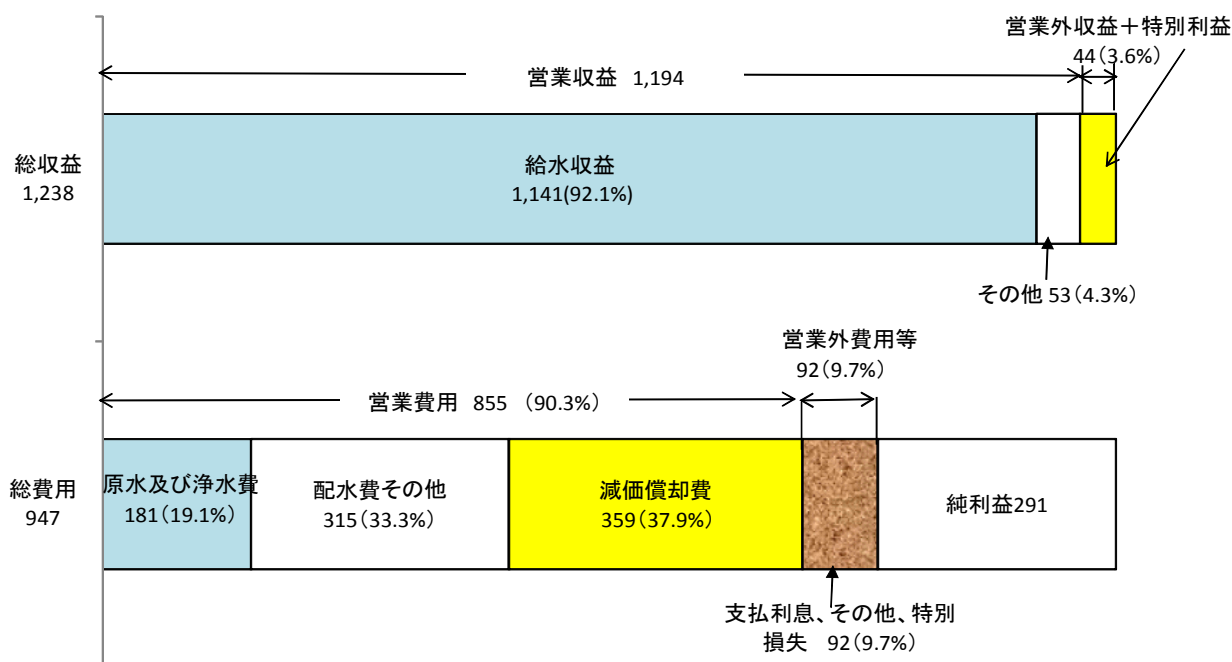 営業外収益＋特別利益
44(3.6%)
営業収益 1,194
総収益
1,238
給水収益
1,141(92.1%)
その他 53(4.3%)
営業外費用等
92(9.7%)
営業費用 855 (90.3%)
総費用
947
原水及び浄水費
181(19.1%)
配水費その他
315(33.3%)
減価償却費
359(37.9%)
純利益291
支払利息、その他、特別
損失 92(9.7%)